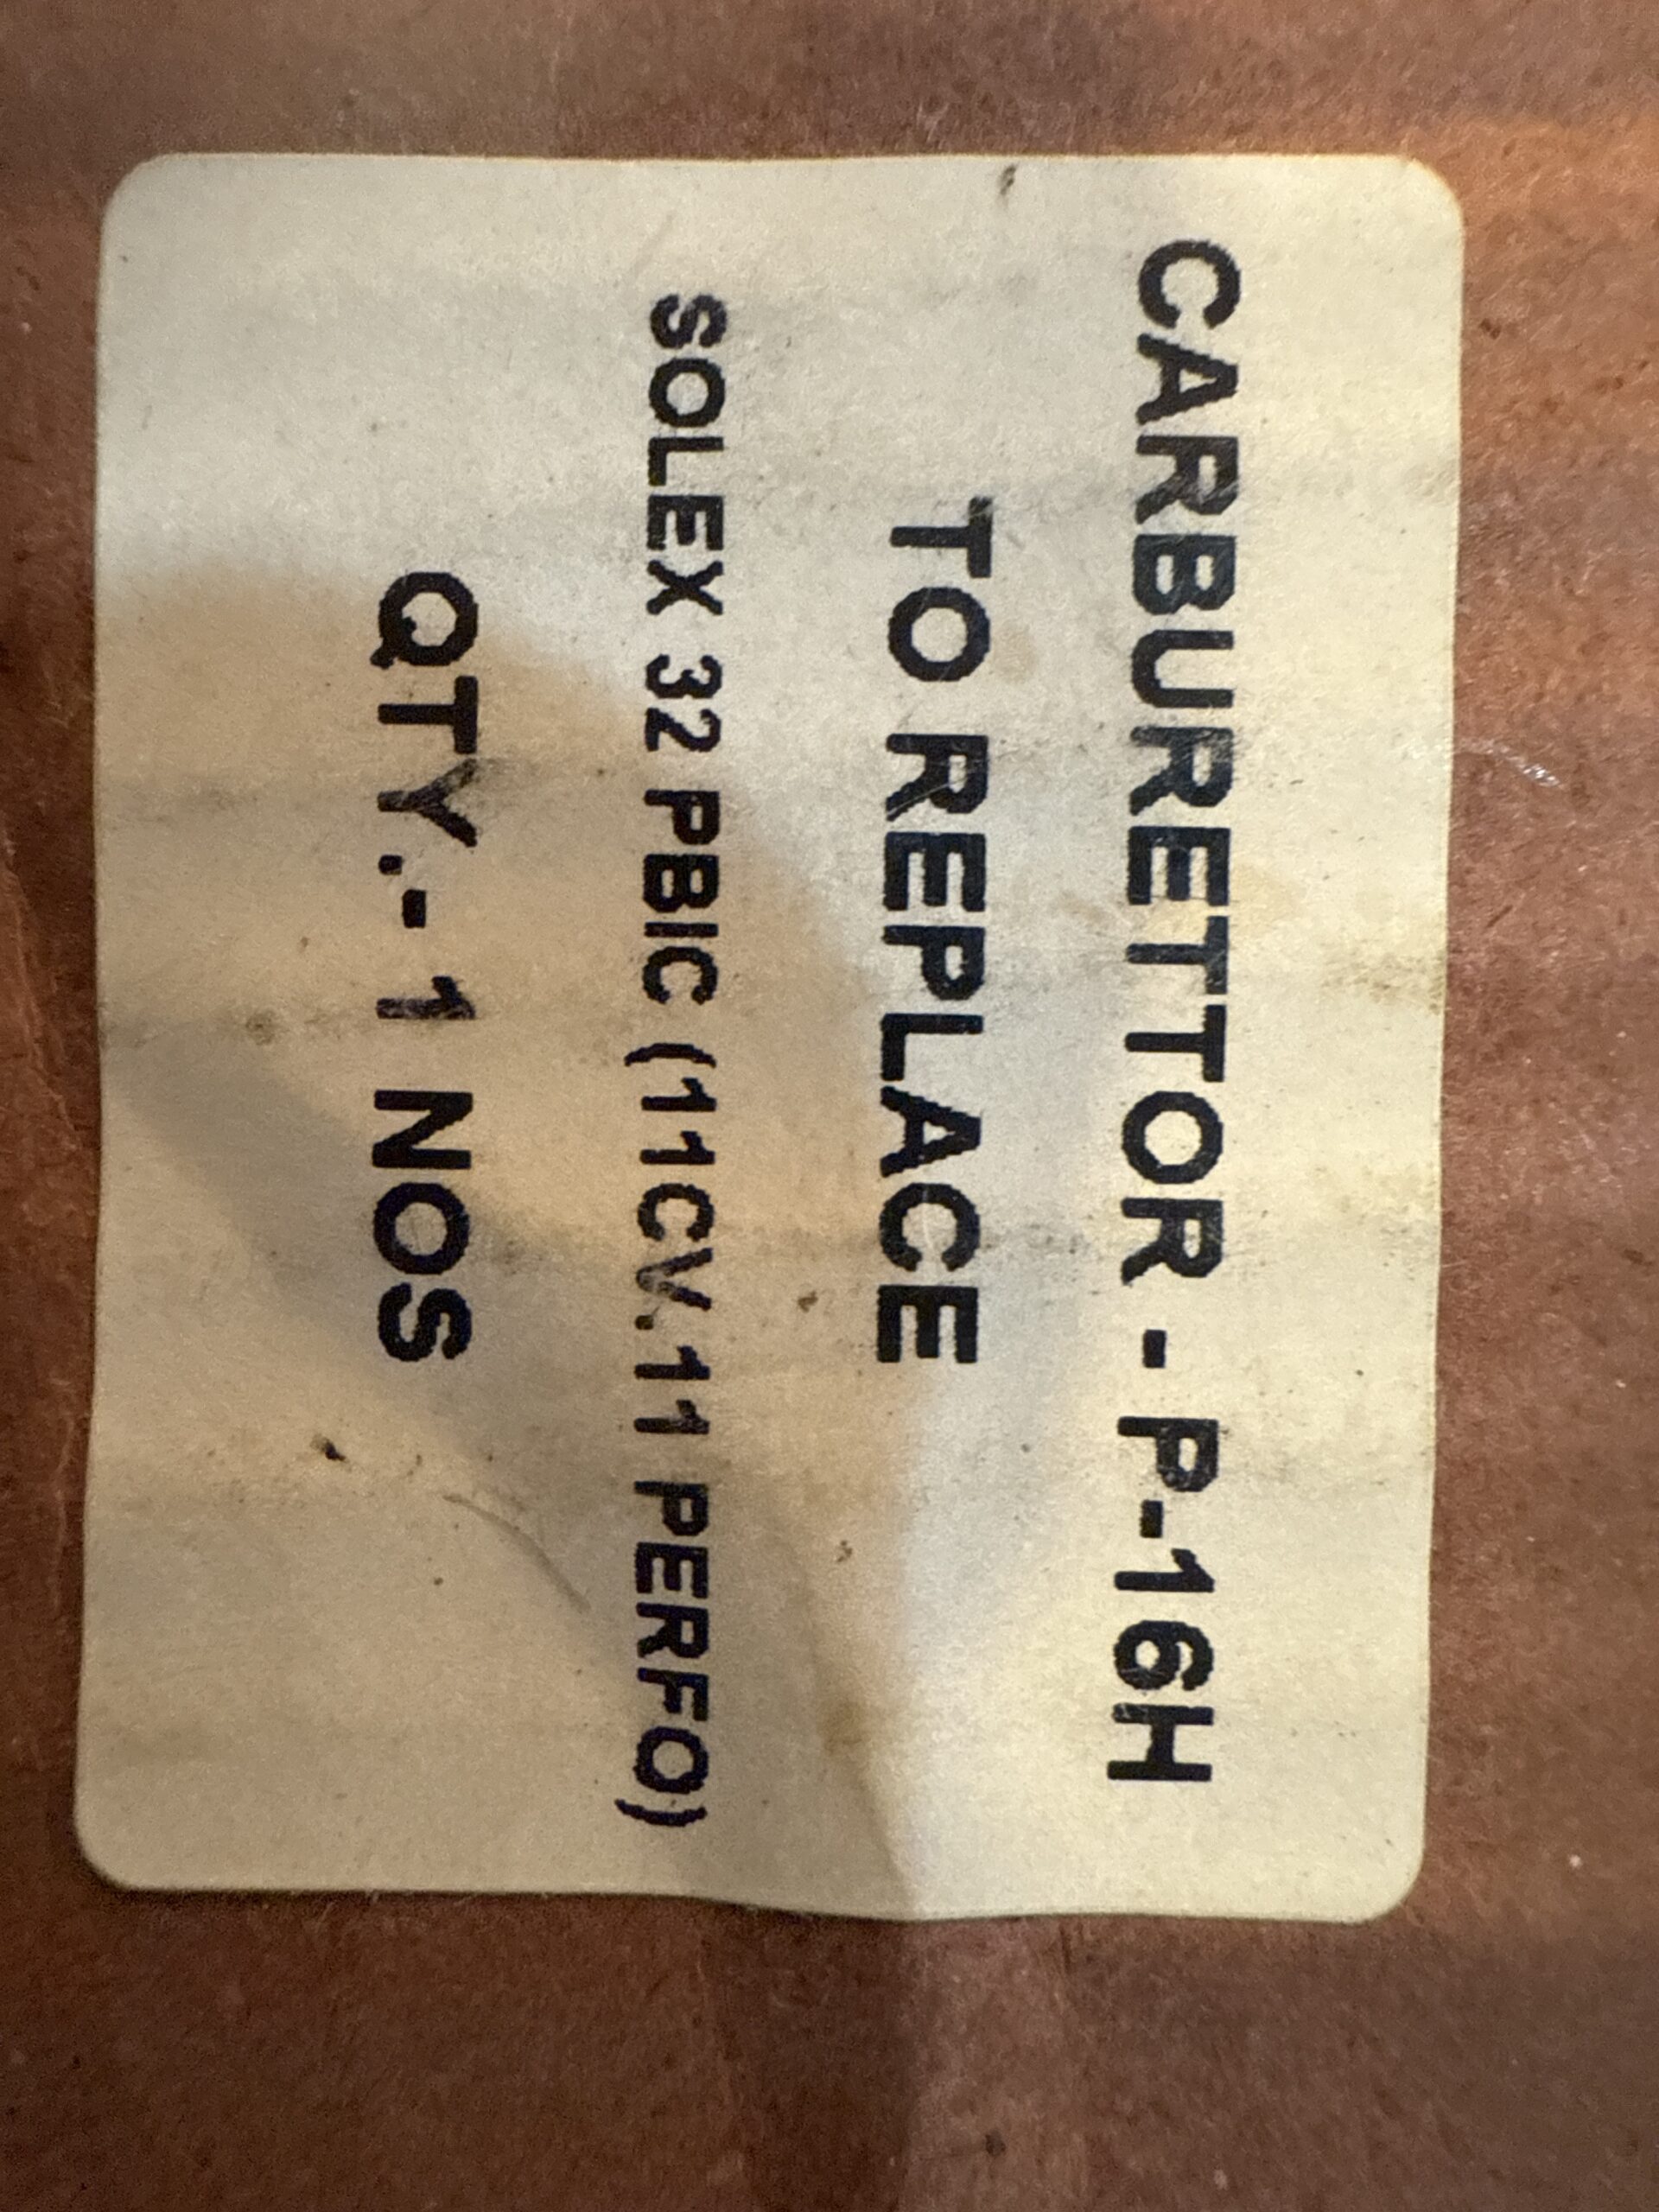 CARBURETTOR - P-16H
TO REPLACE
SOLEX 32 PBIC (11CV.11 PERFO)
QTY.- 1 NOS